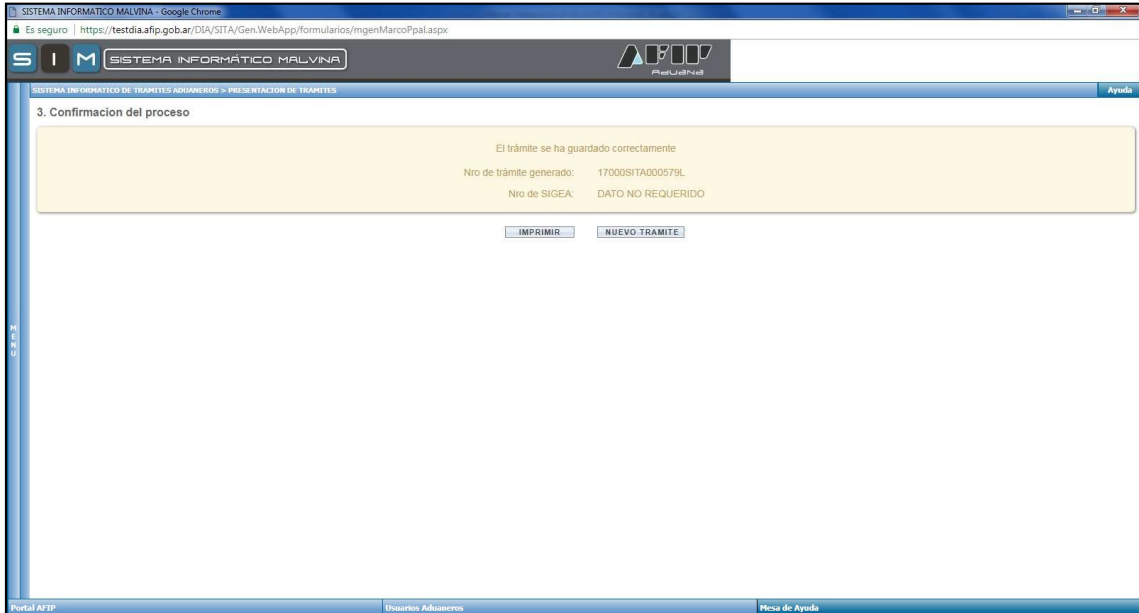 SISTEMA INFORMATICO MALVINA - Google Chrome
Es seguro | https://testdia.afip.gob.ar/DIA/SITA/Gen.WebApp/formularios/mgenMarcoPpal.aspx
S I M SISTEMA INFORMÁTICO MALVINA
AFIP
ADUANA
SISTEMA INFORMATICO DE TRAMITES ADUANEROS > PRESENTACION DE TRAMITES Ayuda
3. Confirmacion del proceso
El trámite se ha guardado correctamente
Nro de trámite generado: 17000SITA000579L
Nro de SIGEA: DATO NO REQUERIDO
IMPRIMIR NUEVO TRAMITE
MENU
Portal AFIP Usuarios Aduaneros Mesa de Ayuda